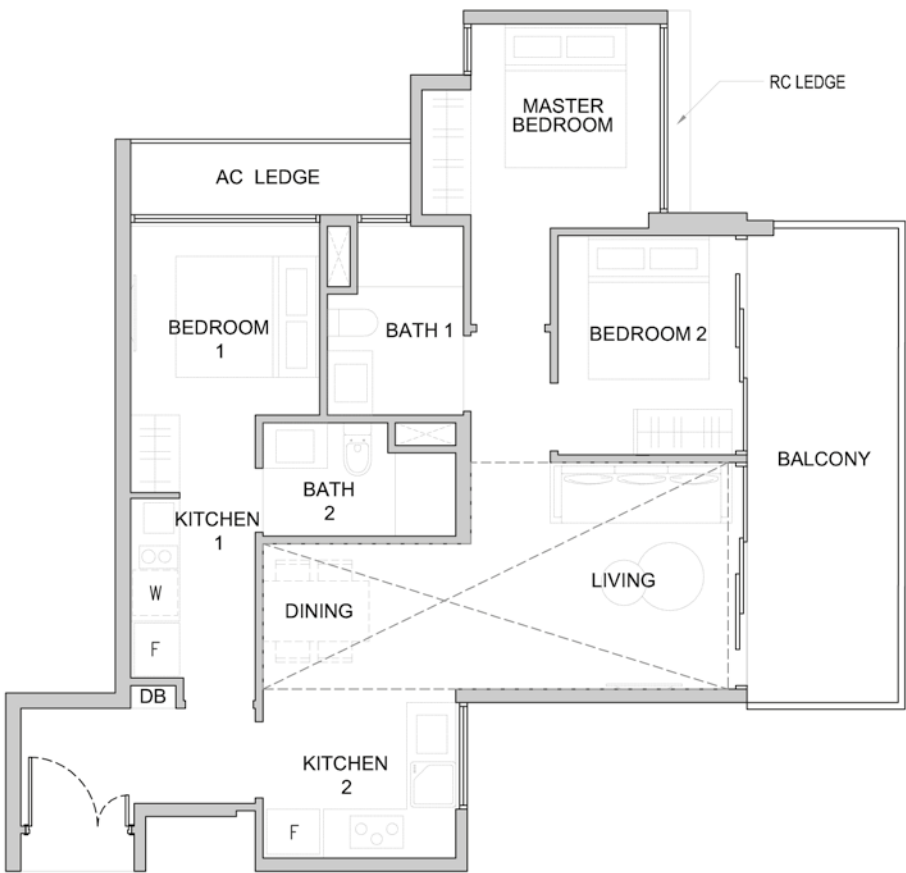 RC LEDGE
MASTER
BEDROOM
AC LEDGE
BEDROOM
1
BATH 1
BEDROOM 2
BALCONY
BATH
2
KITCHEN
1
LIVING
W
DINING
F
DB
KITCHEN
2
F